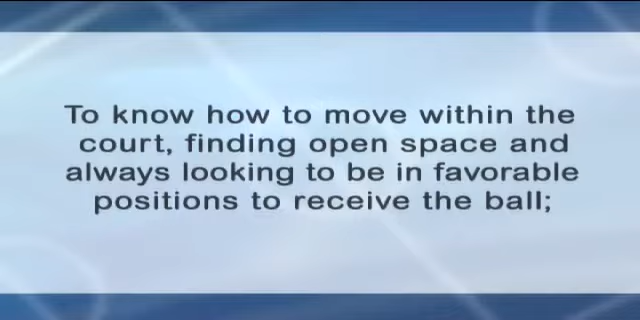 To know how to move within the
court, finding open space and
always looking to be in favorable
positions to receive the ball;